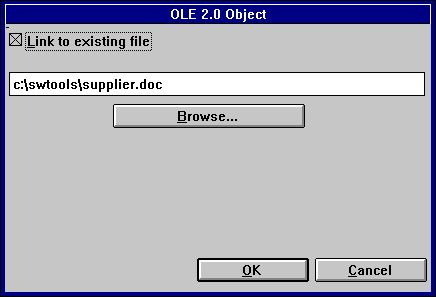 OLE 2.0 Object
Link to existing file
c:\swtools\supplier.doc
Browse...
OK
Cancel